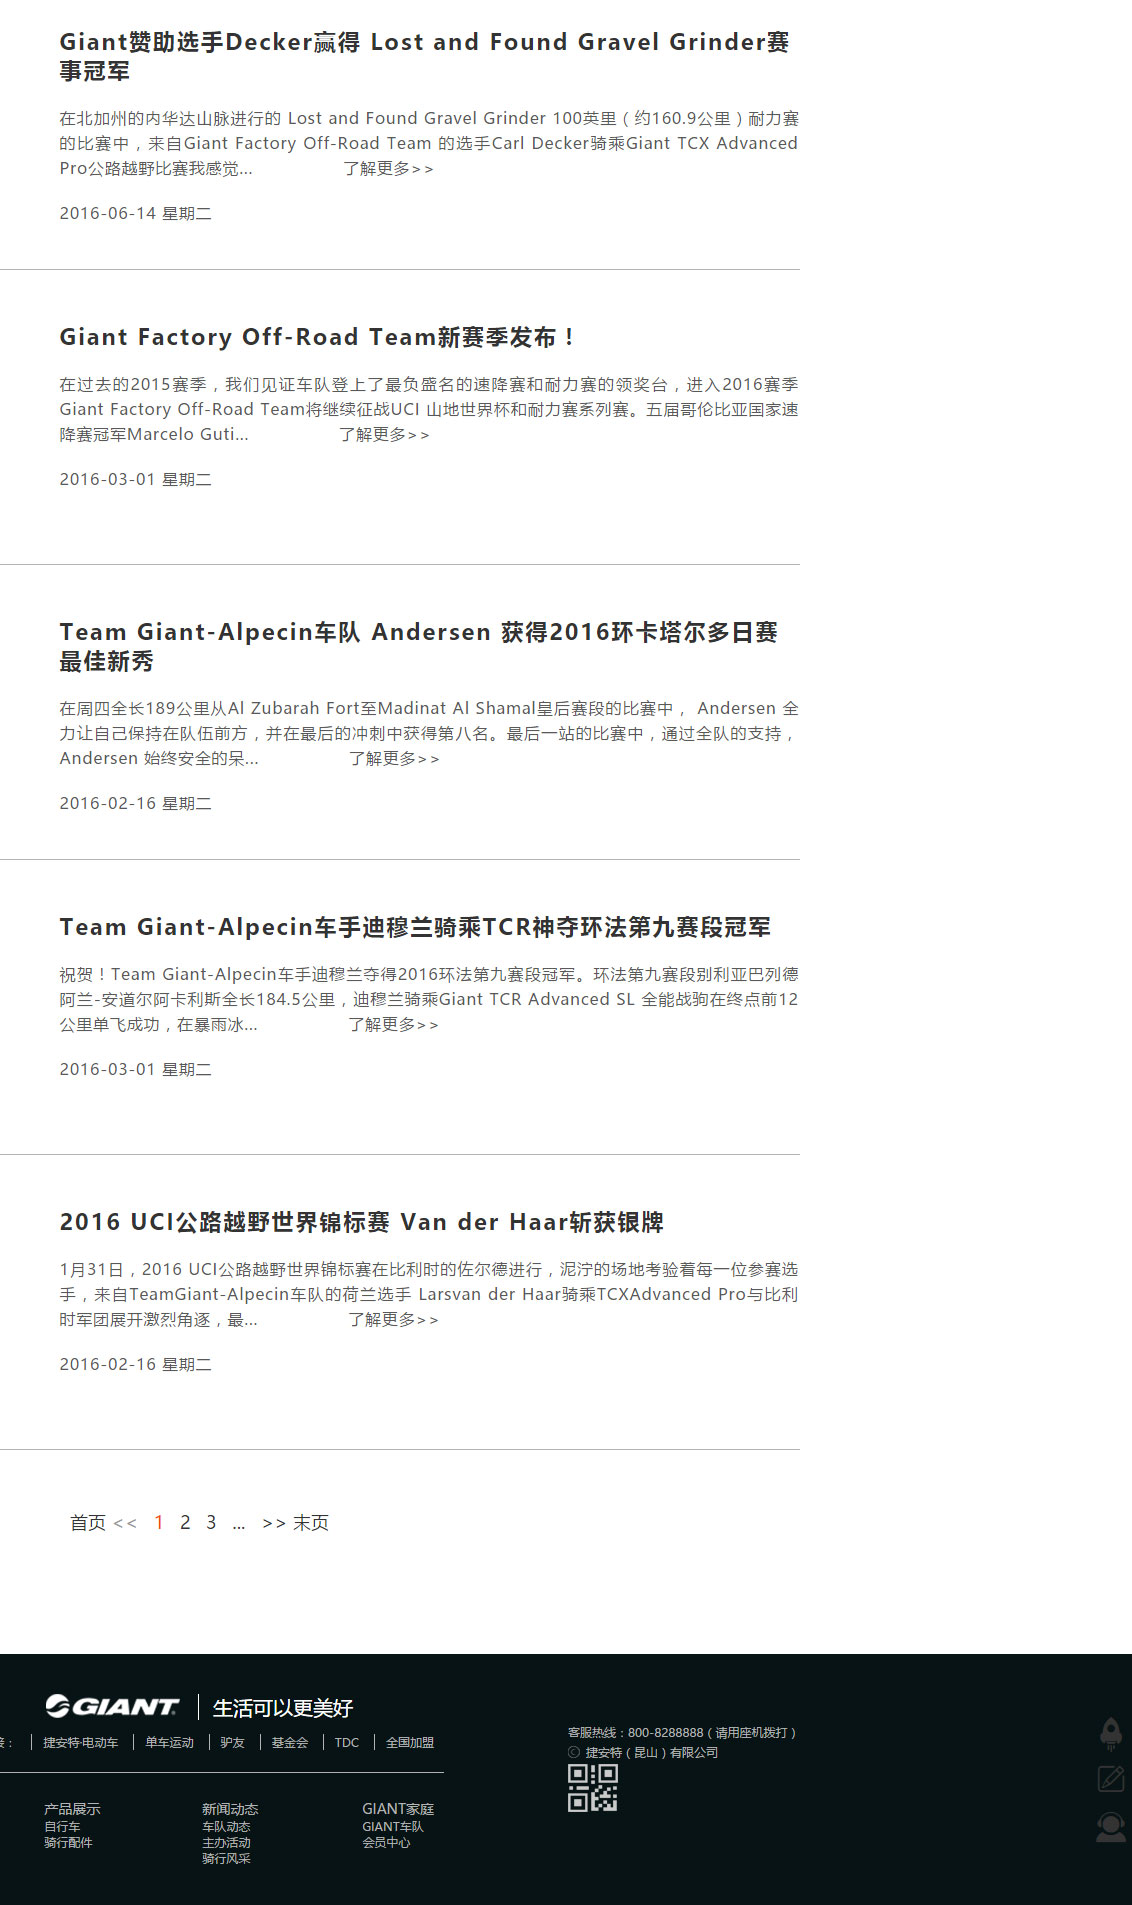 Giant赞助选手Decker赢得 Lost and Found Gravel Grinder赛
事冠军
在北加州的内华达山脉进行的 Lost and Found Gravel Grinder 100英里（约160.9公里）耐力赛
的比赛中，来自Giant Factory Off-Road Team 的选手Carl Decker骑乘Giant TCX Advanced
Pro公路越野比赛我感觉... 了解更多>>
2016-06-14 星期二
Giant Factory Off-Road Team新赛季发布！
在过去的2015赛季，我们见证车队登上了最负盛名的速降赛和耐力赛的领奖台，进入2016赛季
Giant Factory Off-Road Team将继续征战UCI 山地世界杯和耐力赛系列赛。五届哥伦比亚国家速
降赛冠军Marcelo Guti... 了解更多>>
2016-03-01 星期二
Team Giant-Alpecin车队 Andersen 获得2016环卡塔尔多日赛
最佳新秀
在周四全长189公里从Al Zubarah Fort至Madinat Al Shamal皇后赛段的比赛中， Andersen 全
力让自己保持在队伍前方，并在最后的冲刺中获得第八名。最后一站的比赛中，通过全队的支持，
Andersen 始终安全的呆... 了解更多>>
2016-02-16 星期二
Team Giant-Alpecin车手迪穆兰骑乘TCR神夺环法第九赛段冠军
祝贺！Team Giant-Alpecin车手迪穆兰夺得2016环法第九赛段冠军。环法第九赛段别利亚巴列德
阿兰-安道尔阿卡利斯全长184.5公里，迪穆兰骑乘Giant TCR Advanced SL 全能战驹在终点前12
公里单飞成功，在暴雨冰... 了解更多>>
2016-03-01 星期二
2016 UCI公路越野世界锦标赛 Van der Haar斩获银牌
1月31日，2016 UCI公路越野世界锦标赛在比利时的佐尔德进行，泥泞的场地考验着每一位参赛选
手，来自TeamGiant-Alpecin车队的荷兰选手 Larsvan der Haar骑乘TCXAdvanced Pro与比利
时军团展开激烈角逐，最... 了解更多>>
2016-02-16 星期二
首页 << 1 2 3 ... >> 末页
GIANT 生活可以更美好
接： 捷安特·电动车 单车运动 驴友 基金会 TDC 全国加盟
客服热线：800-8288888（请用座机拨打）
© 捷安特（昆山）有限公司
产品展示 新闻动态 GIANT家庭
自行车 车队动态 GIANT车队
骑行配件 主办活动 会员中心
骑行风采